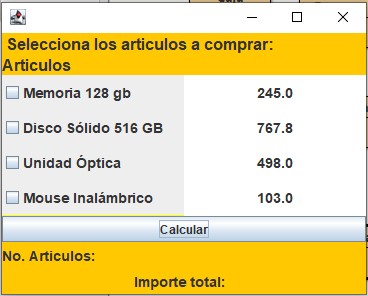 Selecciona los articulos a comprar:
Articulos
Memoria 128 gb 245.0
Disco Sólido 516 GB 767.8
Unidad Óptica 498.0
Mouse Inalámbrico 103.0
Calcular
No. Articulos:
Importe total: